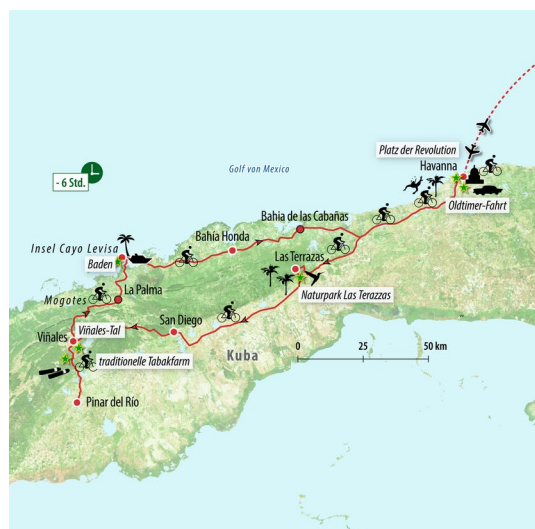 Platz der Revolution
Havanna
- 6 Std.
Golf von Mexico
Oldtimer-Fahrt
Bahia de las Cabañas
Insel Cayo Levisa
Bahía Honda
Baden
Las Terrazas
La Palma
Mogotes
Naturpark Las Terazzas
San Diego
Viñales-Tal
Viñales
Kuba
0 25 50 km
traditionelle Tabakfarm
Pinar del Río